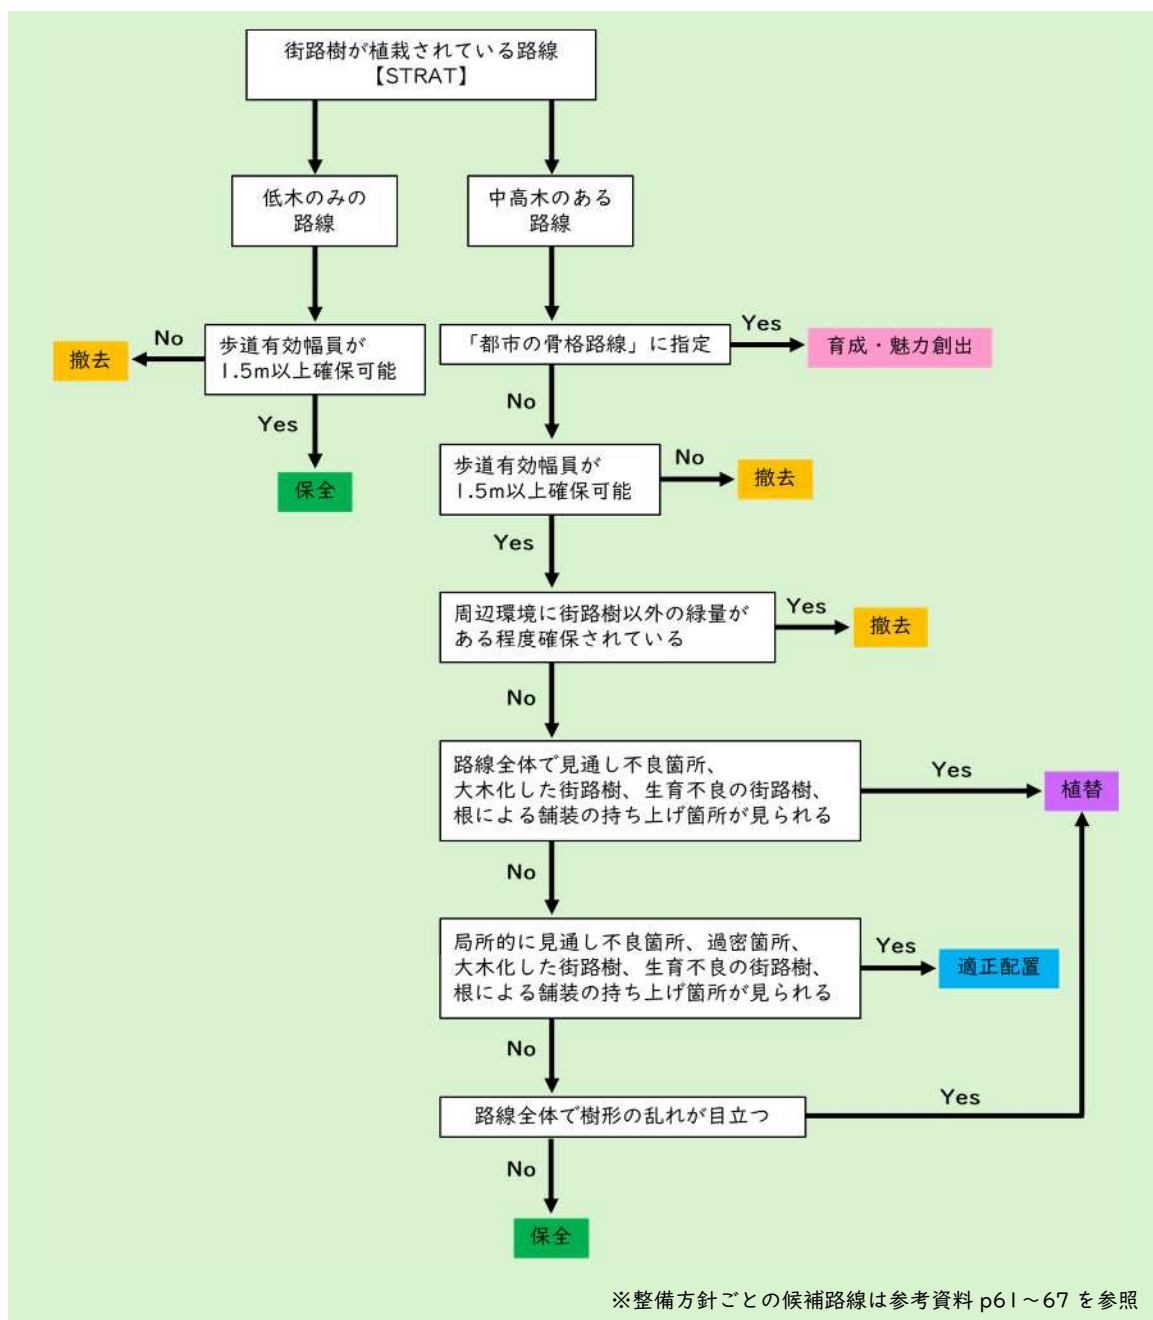 街路樹が植栽されている路線
【STRAT】
低木のみの
路線
中高木のある
路線
歩道有効幅員が
1.5m以上確保可能
No
撤去
Yes
保全
「都市の骨格路線」に指定
Yes
育成・魅力創出
No
歩道有効幅員が
1.5m以上確保可能
No
撤去
Yes
周辺環境に街路樹以外の緑量が
ある程度確保されている
Yes
撤去
No
路線全体で見通し不良箇所、
大木化した街路樹、生育不良の街路樹、
根による舗装の持ち上げ箇所が見られる
Yes
植替
No
局所的に見通し不良箇所、過密箇所、
大木化した街路樹、生育不良の街路樹、
根による舗装の持ち上げ箇所が見られる
Yes
適正配置
No
路線全体で樹形の乱れが目立つ
Yes
No
保全
※整備方針ごとの候補路線は参考資料 p61～67 を参照